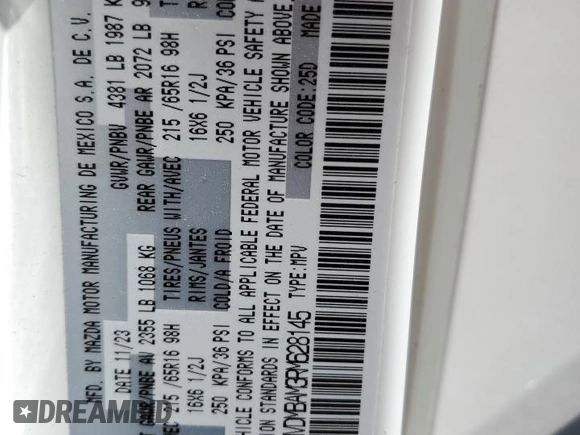 MFG. BY MAZDA MOTOR MANUFACTURING DE MEXICO S.A. DE C.V.
DATE 11/23 GVWR/PNBV 4381 LB 1987 K
GAWR/PNBE AV 2355 LB 1068 KG REAR GAWR/PNBE AR 2072 LB
215 /65R16 98H TIRES/PNEUS WITH/AVEC 215 /65R16 98H
16X6 1/2J RIMS/JANTES 16X6 1/2J
250 KPA/36 PSI COLD/A FROID 250 KPA/36 PSI
VEHICLE CONFORMS TO ALL APPLICABLE FEDERAL MOTOR VEHICLE SAFETY
STANDARDS IN EFFECT ON THE DATE OF MANUFACTURE SHOWN ABOVE.
COLOR CODE:25D MADE
VDMBAM3RM628145 TYPE:MPV
DREAMBID